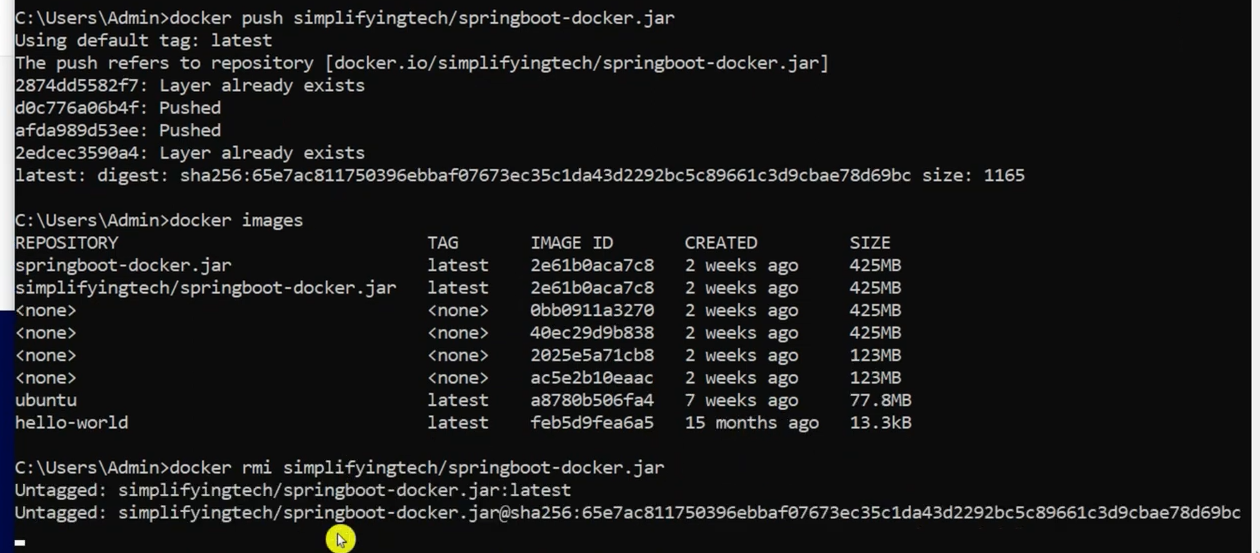 C:\Users\Admin>docker push simplifyingtech/springboot-docker.jar
Using default tag: latest
The push refers to repository [docker.io/simplifyingtech/springboot-docker.jar]
2874dd5582f7: Layer already exists
d0c776a06b4f: Pushed
afda989d53ee: Pushed
2edcec3590a4: Layer already exists
latest: digest: sha256:65e7ac811750396ebbaf07673ec35c1da43d2292bc5c89661c3d9cbae78d69bc size: 1165
C:\Users\Admin>docker images
REPOSITORY TAG IMAGE ID CREATED SIZE
springboot-docker.jar latest 2e61b0aca7c8 2 weeks ago 425MB
simplifyingtech/springboot-docker.jar latest 2e61b0aca7c8 2 weeks ago 425MB
<none> <none> 0bb0911a3270 2 weeks ago 425MB
<none> <none> 40ec29d9b838 2 weeks ago 425MB
<none> <none> 2025e5a71cb8 2 weeks ago 123MB
<none> <none> ac5e2b10eaac 2 weeks ago 123MB
ubuntu latest a8780b506fa4 7 weeks ago 77.8MB
hello-world latest feb5d9fea6a5 15 months ago 13.3kB
C:\Users\Admin>docker rmi simplifyingtech/springboot-docker.jar
Untagged: simplifyingtech/springboot-docker.jar:latest
Untagged: simplifyingtech/springboot-docker.jar@sha256:65e7ac811750396ebbaf07673ec35c1da43d2292bc5c89661c3d9cbae78d69bc